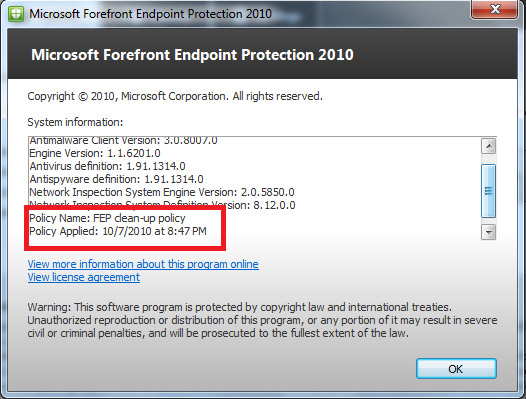 Microsoft Forefront Endpoint Protection 2010
Microsoft Forefront Endpoint Protection 2010
Copyright © 2010, Microsoft Corporation. All rights reserved.
System information:
Antimalware Client Version: 3.0.8007.0
Engine Version: 1.1.6201.0
Antivirus definition: 1.91.1314.0
Antispyware definition: 1.91.1314.0
Network Inspection System Engine Version: 2.0.5850.0
Network Inspection System Definition Version: 8.12.0.0
Policy Name: FEP clean-up policy
Policy Applied: 10/7/2010 at 8:47 PM
View more information about this program online
View license agreement
Warning: This software program is protected by copyright law and international treaties.
Unauthorized reproduction or distribution of this program, or any portion of it may result in severe
civil or criminal penalties, and will be prosecuted to the fullest extent of the law.
OK